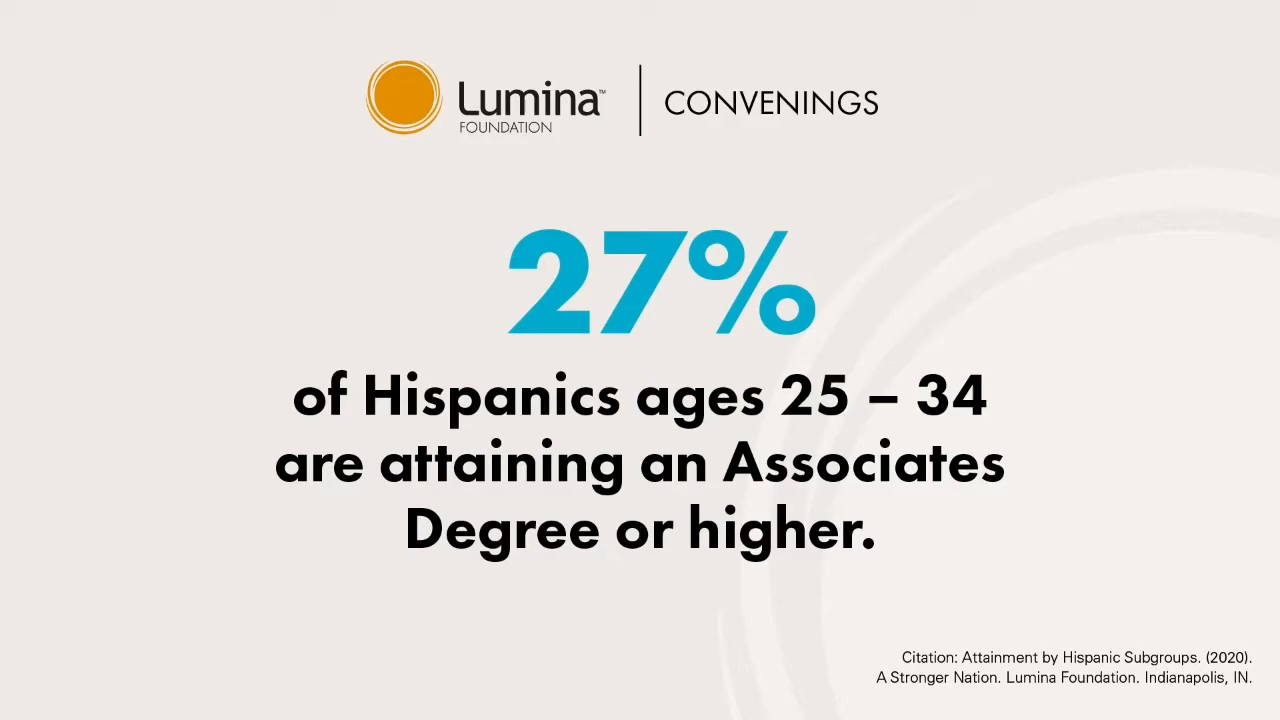 Lumina™ | CONVENINGS
FOUNDATION
27%
of Hispanics ages 25 – 34
are attaining an Associates
Degree or higher.
Citation: Attainment by Hispanic Subgroups. (2020).
A Stronger Nation. Lumina Foundation. Indianapolis, IN.